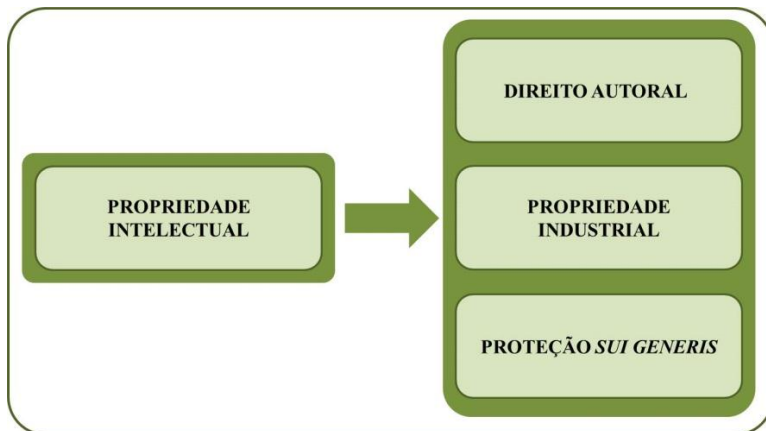 PROPRIEDADE
INTELECTUAL
DIREITO AUTORAL
PROPRIEDADE
INDUSTRIAL
PROTEÇÃO SUI GENERIS